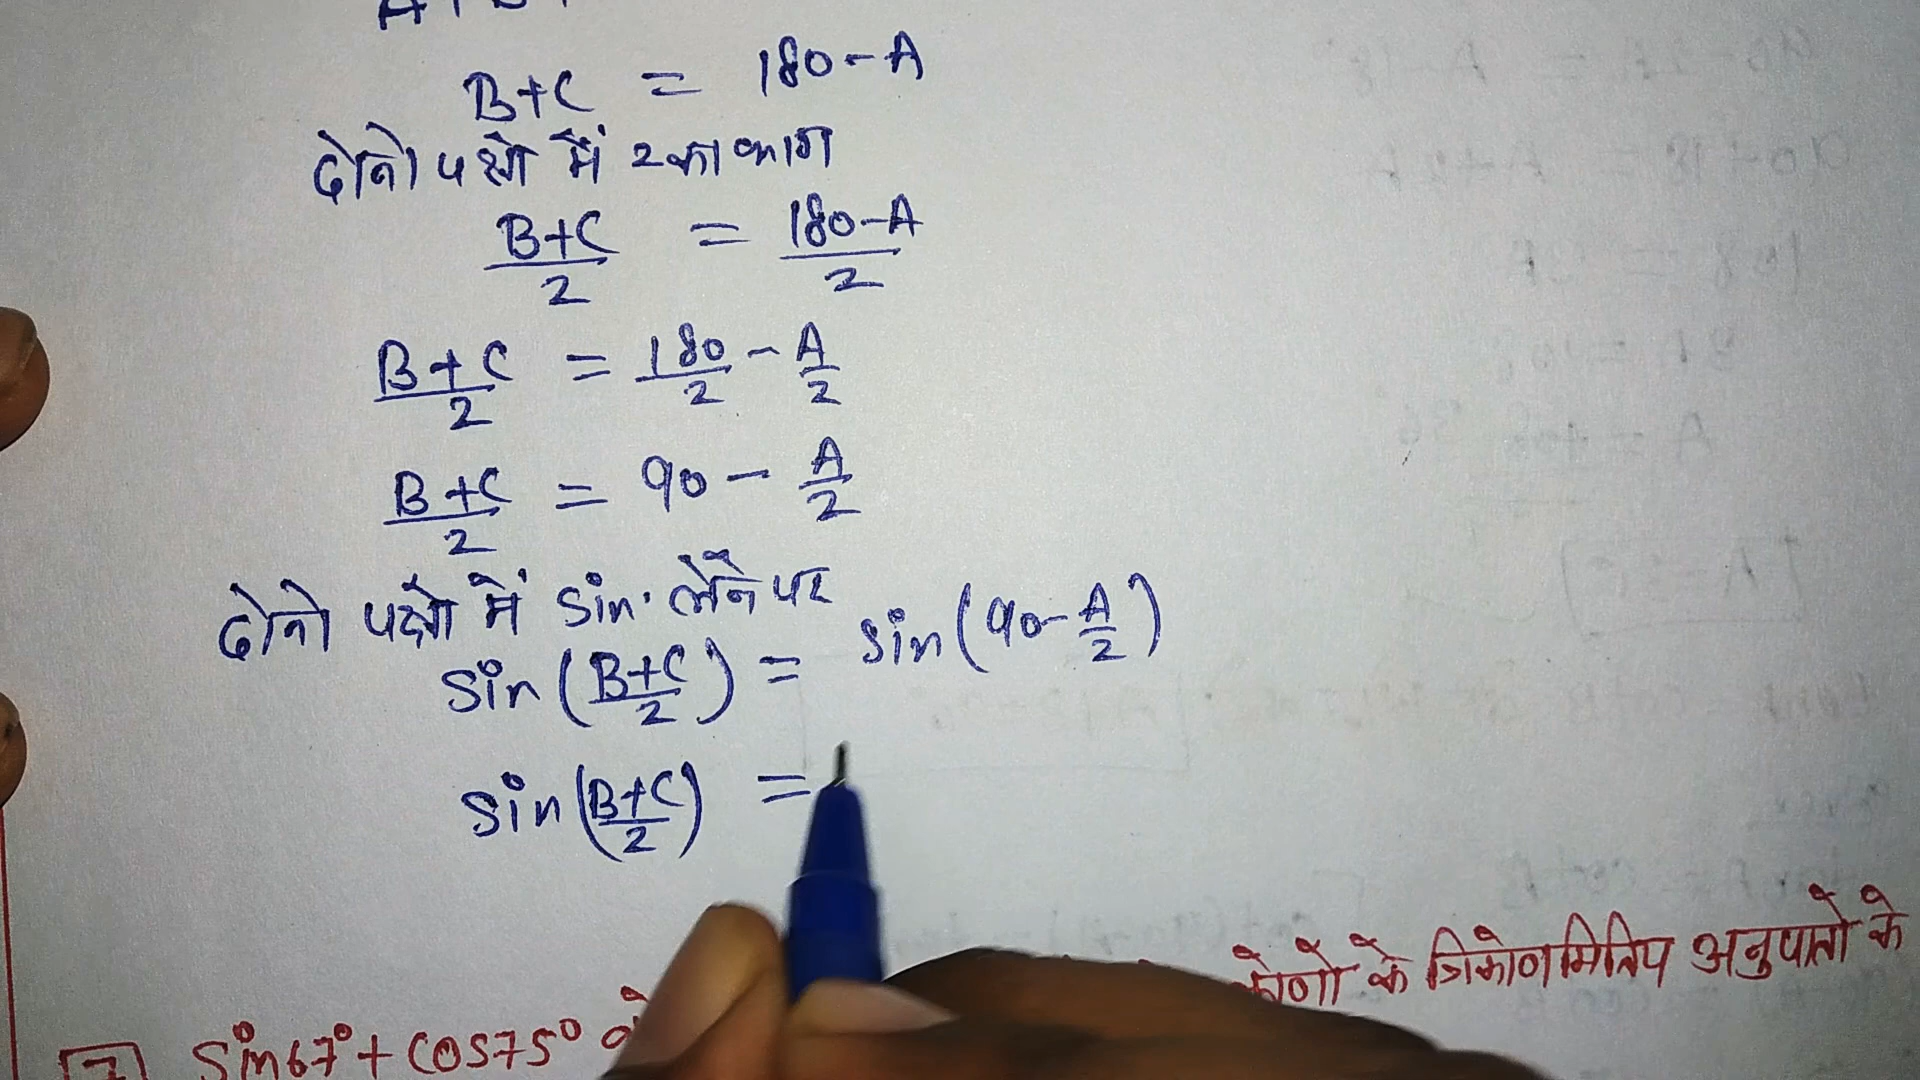 B+C = 180-A
दोनो पक्षो में 2 का भाग
B+C/2 = 180-A/2
B+C/2 = 180/2 - A/2
B+C/2 = 90 - A/2
दोनो पक्षो में sin लेने पर
sin(B+C/2) = sin(90-A/2)
sin(B+C/2) =
कोणो के त्रिकोणमितिय अनुपातो के
7 sin67°+cos75°